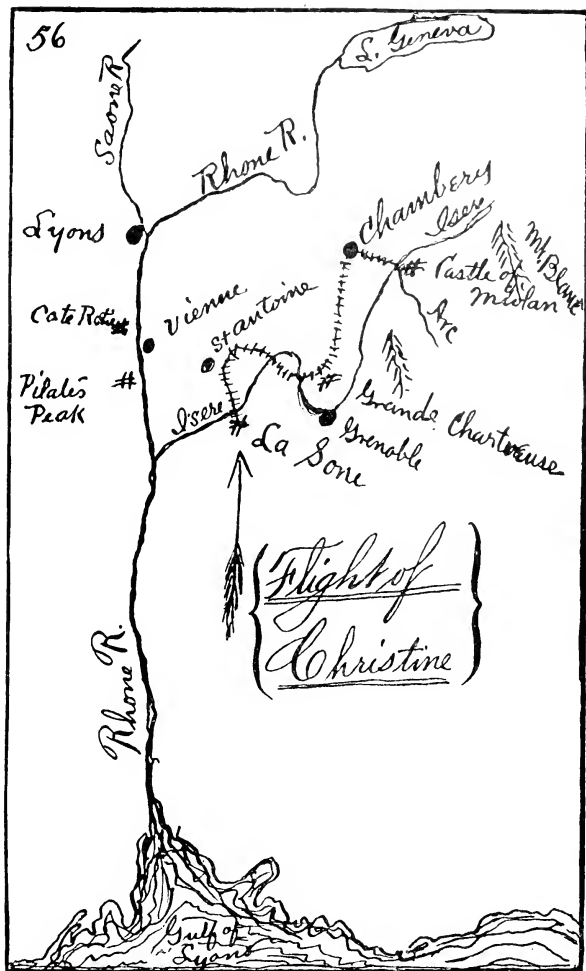 56
L. Geneva
Saone R
Rhone R.
Lyons
Chambery
Isere
Mt. Blanc
Castle of
Miolan
Arc
Cote Rotie
Vienne
St Antoine
Pilate's
Peak
Isere
La Sone
Grenoble
Grande Chartreuse
Flight of
Christine
Rhone R.
Gulf of
Lyons